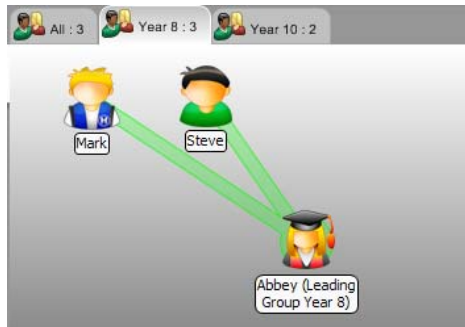 All : 3
Year 8 : 3
Year 10 : 2
Mark
Steve
Abbey (Leading
Group Year 8)